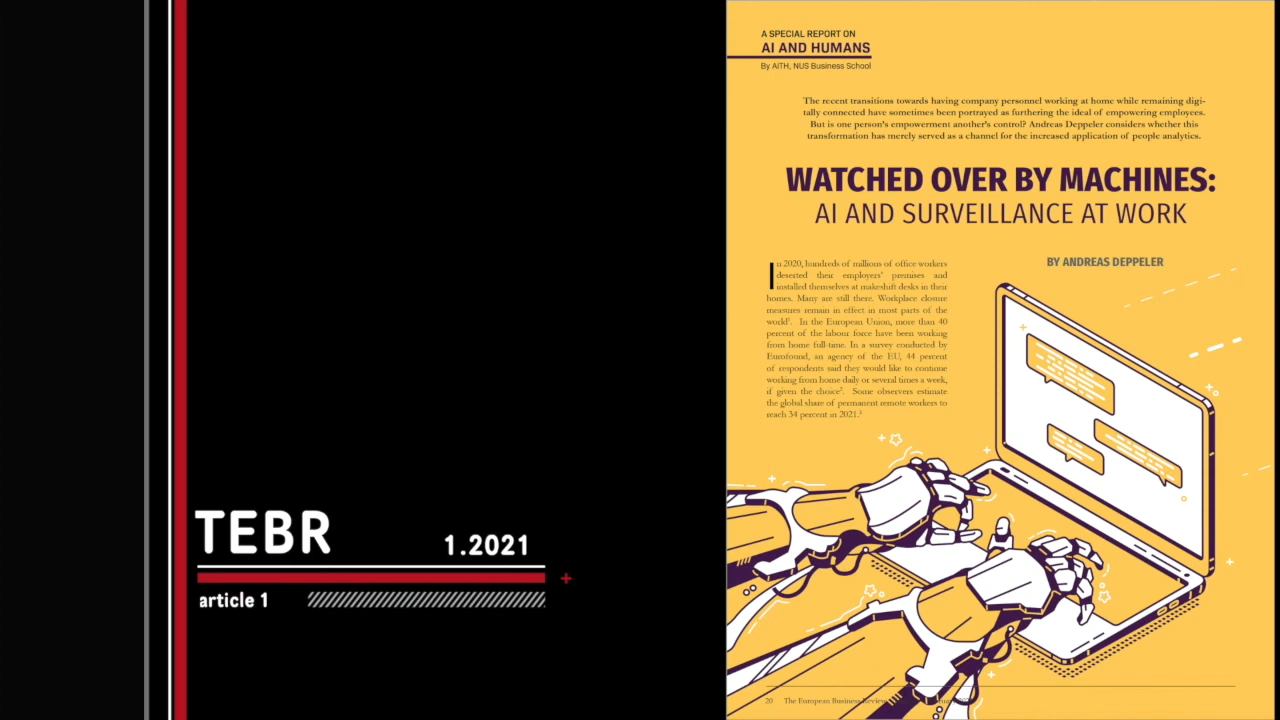 TEBR
1.2021
article 1
A SPECIAL REPORT ON
AI AND HUMANS
By AiTH, NUS Business School
The recent transitions towards having company personnel working at home while remaining digi-
tally connected have sometimes been portrayed as furthering the ideal of empowering employees.
But is one person's empowerment another's control? Andreas Deppeler considers whether this
transformation has merely served as a channel for the increased application of people analytics.
WATCHED OVER BY MACHINES:
AI AND SURVEILLANCE AT WORK
BY ANDREAS DEPPELER
In 2020, hundreds of millions of office workers
deserted their employers' premises and
installed themselves at makeshift desks in their
homes. Many are still there. Workplace closure
measures remain in effect in most parts of the
world¹. In the European Union, more than 40
percent of the labour force have been working
from home full-time. In a survey conducted by
Eurofound, an agency of the EU, 44 percent
of respondents said they would like to continue
working from home daily or several times a week,
if given the choice². Some observers estimate
the global share of permanent remote workers to
reach 34 percent in 2021.³
20 The European Business Review